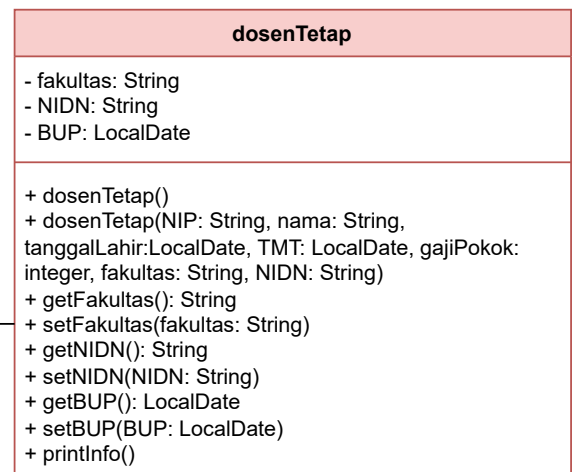 dosenTetap
- fakultas: String
- NIDN: String
- BUP: LocalDate
+ dosenTetap()
+ dosenTetap(NIP: String, nama: String,
tanggalLahir:LocalDate, TMT: LocalDate, gajiPokok:
integer, fakultas: String, NIDN: String)
+ getFakultas(): String
+ setFakultas(fakultas: String)
+ getNIDN(): String
+ setNIDN(NIDN: String)
+ getBUP(): LocalDate
+ setBUP(BUP: LocalDate)
+ printInfo()